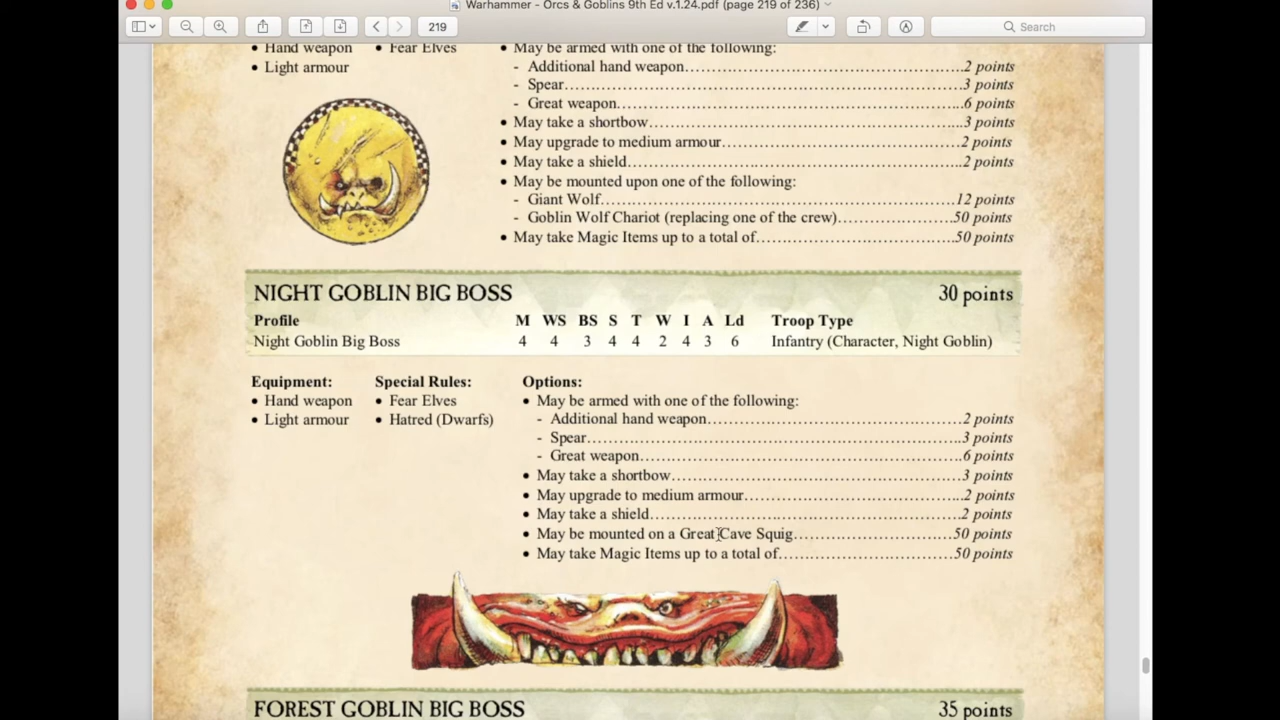 Warhammer - Orcs & Goblins 9th Ed v.1.24.pdf (page 219 of 236)
219
Search
• Hand weapon • Fear Elves
• Light armour
• May be armed with one of the following:
- Additional hand weapon 2 points
- Spear 3 points
- Great weapon 6 points
• May take a shortbow 3 points
• May upgrade to medium armour 2 points
• May take a shield 2 points
• May be mounted upon one of the following:
- Giant Wolf 12 points
- Goblin Wolf Chariot (replacing one of the crew) 50 points
• May take Magic Items up to a total of 50 points
NIGHT GOBLIN BIG BOSS 30 points
Profile M WS BS S T W I A Ld Troop Type
Night Goblin Big Boss 4 4 3 4 4 2 4 3 6 Infantry (Character, Night Goblin)
Equipment:
• Hand weapon
• Light armour
Special Rules:
• Fear Elves
• Hatred (Dwarfs)
Options:
• May be armed with one of the following:
- Additional hand weapon 2 points
- Spear 3 points
- Great weapon 6 points
• May take a shortbow 3 points
• May upgrade to medium armour 2 points
• May take a shield 2 points
• May be mounted on a Great Cave Squig 50 points
• May take Magic Items up to a total of 50 points
FOREST GOBLIN BIG BOSS 35 points